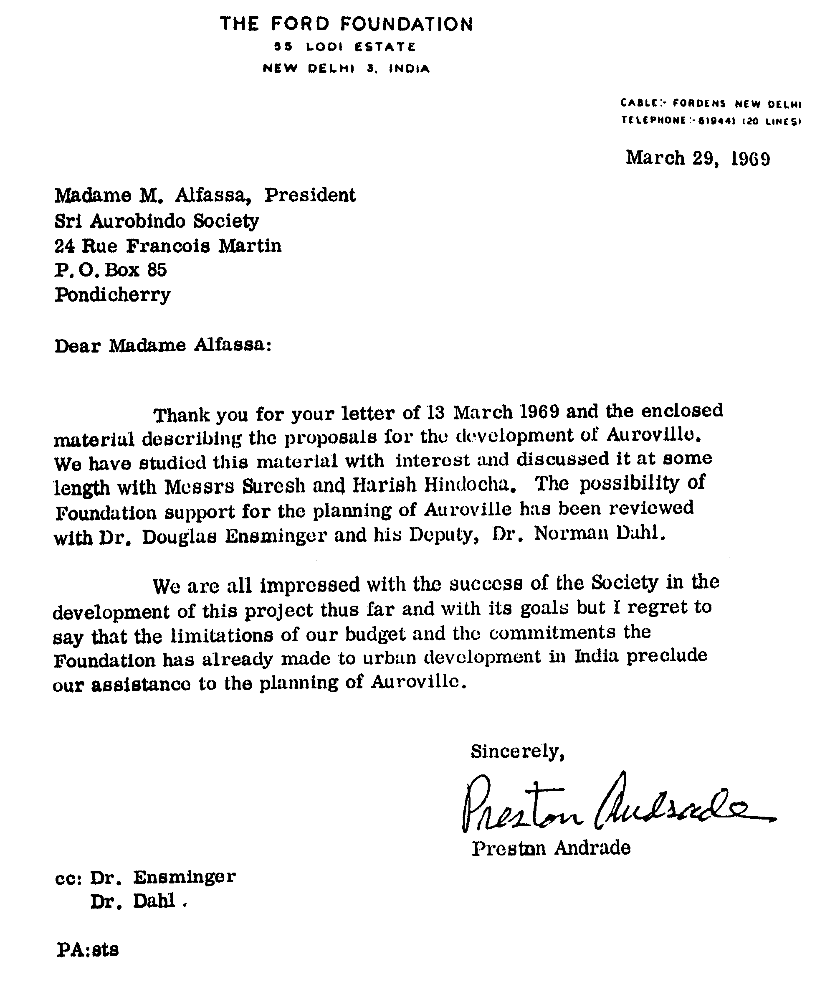 THE FORD FOUNDATION
55 LODI ESTATE
NEW DELHI 3, INDIA
CABLE:- FORDENS NEW DELHI
TELEPHONE:- 619441 (20 LINES)
March 29, 1969
Madame M. Alfassa, President
Sri Aurobindo Society
24 Rue Francois Martin
P. O. Box 85
Pondicherry
Dear Madame Alfassa:
Thank you for your letter of 13 March 1969 and the enclosed
material describing the proposals for the development of Auroville.
We have studied this material with interest and discussed it at some
length with Messrs Suresh and Harish Hindocha. The possibility of
Foundation support for the planning of Auroville has been reviewed
with Dr. Douglas Ensminger and his Deputy, Dr. Norman Dahl.
We are all impressed with the success of the Society in the
development of this project thus far and with its goals but I regret to
say that the limitations of our budget and the commitments the
Foundation has already made to urban development in India preclude
our assistance to the planning of Auroville.
Sincerely,
Preston Andrade
Preston Andrade
cc: Dr. Ensminger
Dr. Dahl .
PA:sts